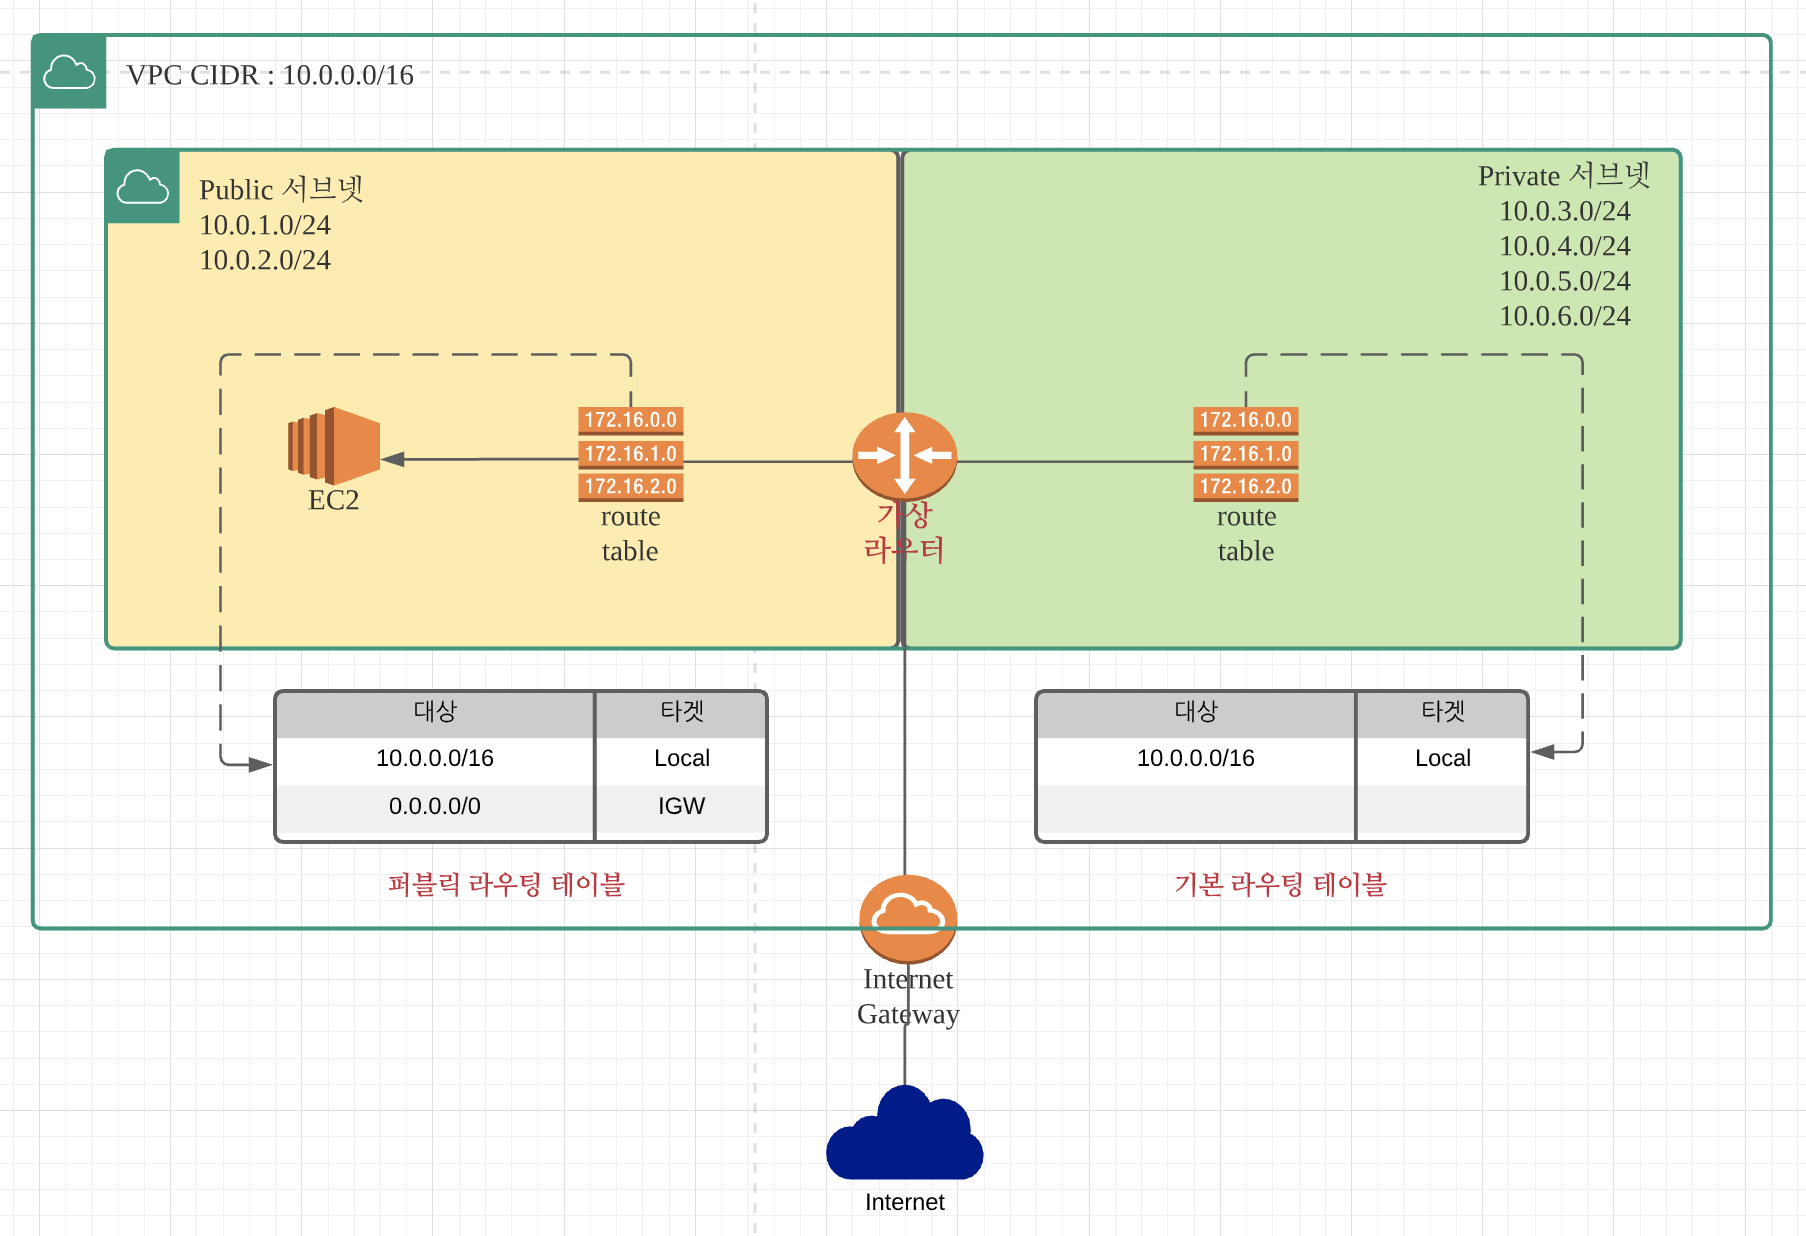 VPC CIDR : 10.0.0.0/16
Public 서브넷
10.0.1.0/24
10.0.2.0/24
Private 서브넷
10.0.3.0/24
10.0.4.0/24
10.0.5.0/24
10.0.6.0/24
EC2
172.16.0.0
172.16.1.0
172.16.2.0
route
table
가상
라우터
172.16.0.0
172.16.1.0
172.16.2.0
route
table
대상 타겟
10.0.0.0/16 Local
0.0.0.0/0 IGW
퍼블릭 라우팅 테이블
대상 타겟
10.0.0.0/16 Local
기본 라우팅 테이블
Internet
Gateway
Internet